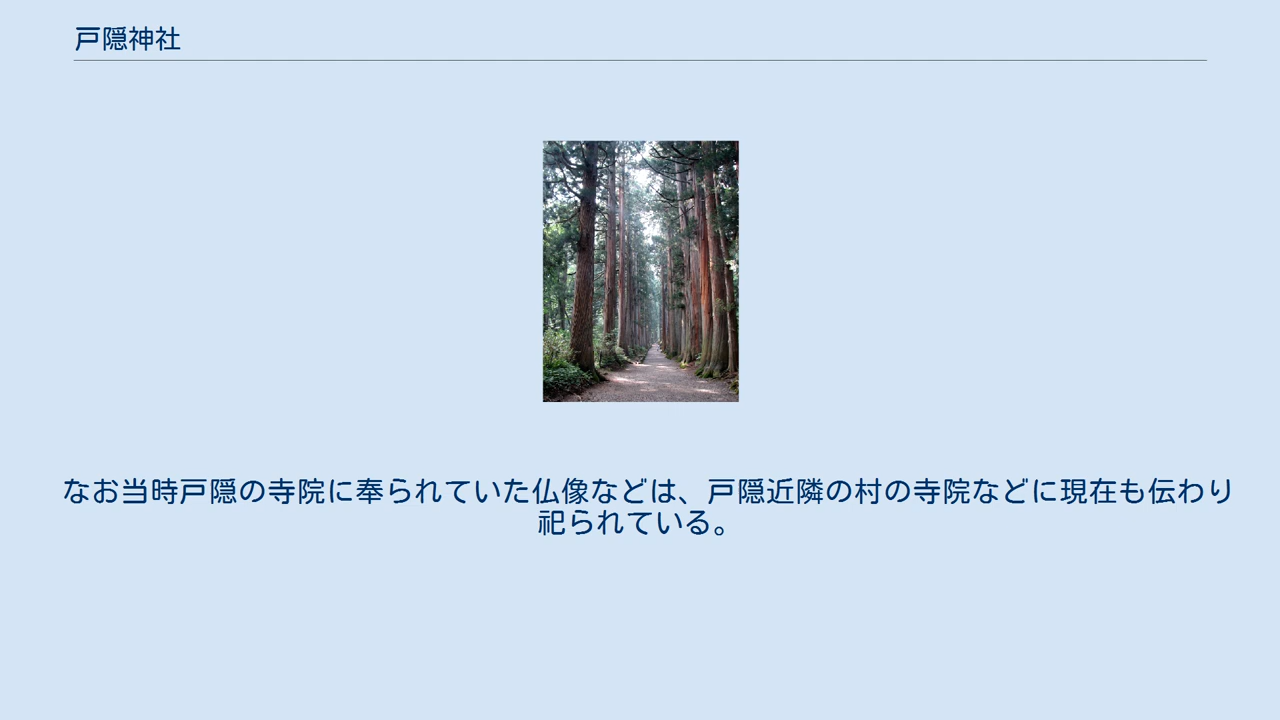 戸隠神社
なお当時戸隠の寺院に奉られていた仏像などは、戸隠近隣の村の寺院などに現在も伝わり
祀られている。